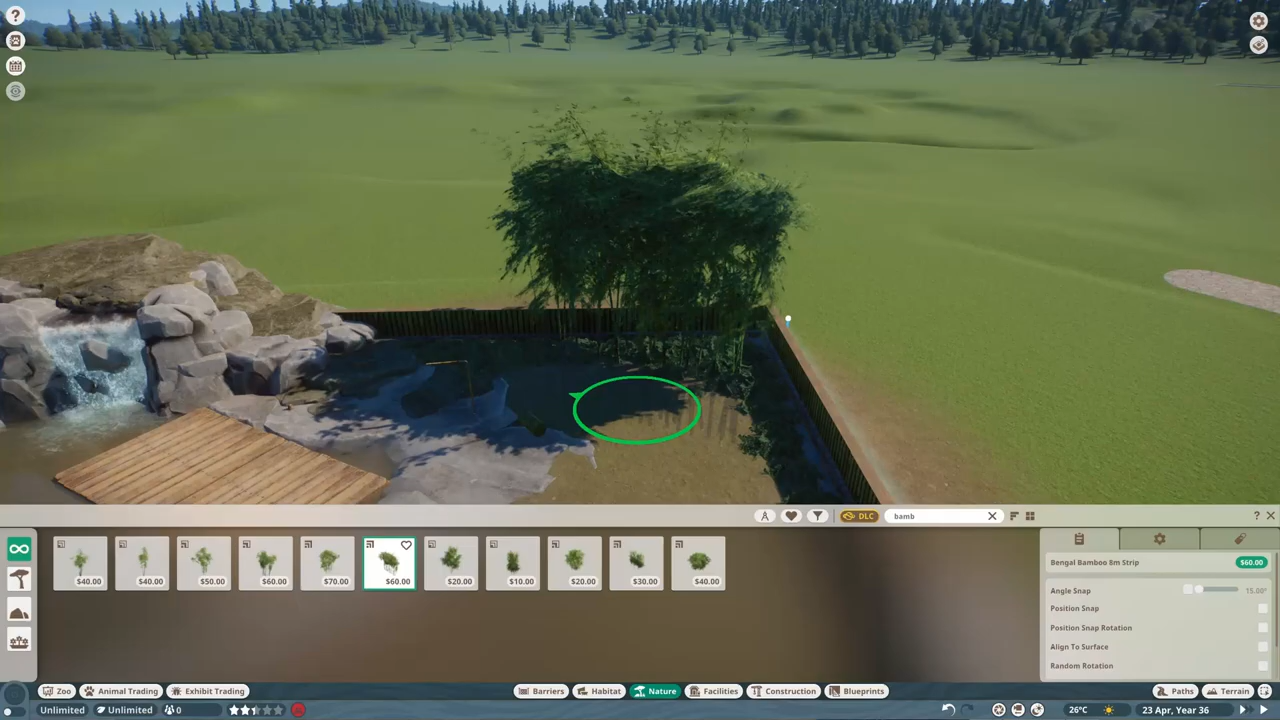 DLC
bamb
$40.00
$40.00
$50.00
$60.00
$70.00
$60.00
$20.00
$10.00
$20.00
$30.00
$40.00
Bengal Bamboo 8m Strip $60.00
Angle Snap 15.00°
Position Snap
Position Snap Rotation
Align To Surface
Random Rotation
Zoo
Animal Trading
Exhibit Trading
Barriers
Habitat
Nature
Facilities
Construction
Blueprints
Paths
Terrain
Unlimited
Unlimited
0
26°C
23 Apr, Year 36